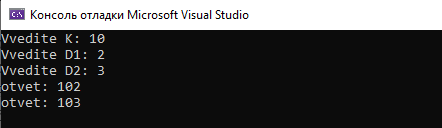 Консоль отладки Microsoft Visual Studio
Vvedite K: 10
Vvedite D1: 2
Vvedite D2: 3
otvet: 102
otvet: 103